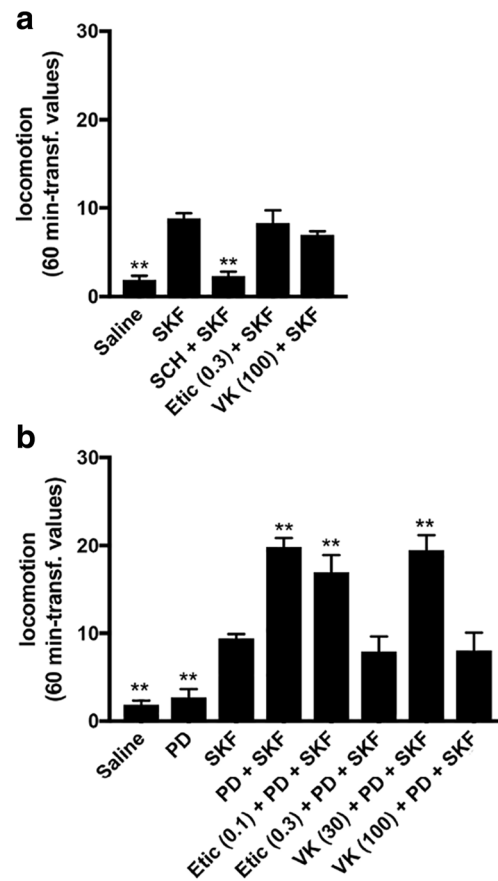 a
30
20
10
0
locomotion
(60 min-transf. values)
**
**
Saline
SKF
SCH + SKF
Etic (0.3) + SKF
VK (100) + SKF
b
30
20
10
0
locomotion
(60 min-transf. values)
**
**
**
**
**
Saline
PD
SKF
PD + SKF
Etic (0.1) + PD + SKF
Etic (0.3) + PD + SKF
VK (30) + PD + SKF
VK (100) + PD + SKF